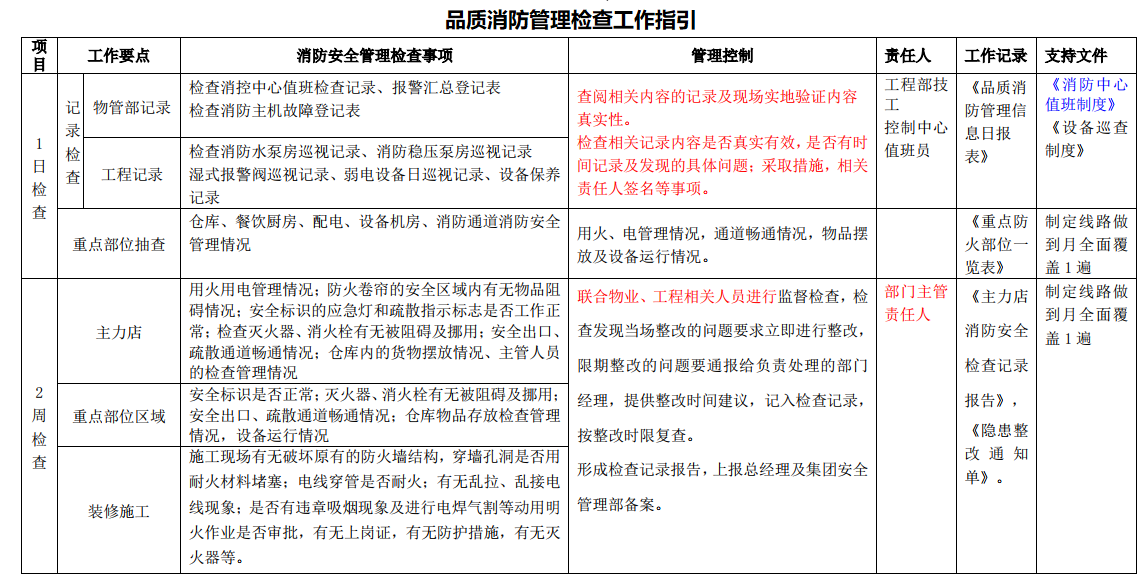 品质消防管理检查工作指引
项目
工作要点
消防安全管理检查事项
管理控制
责任人
工作记录
支持文件
1
日
检
查
记
录
检
查
物管部记录
检查消控中心值班检查记录、报警汇总登记表
检查消防主机故障登记表
工程记录
检查消防水泵房巡视记录、消防稳压泵房巡视记录
湿式报警阀巡视记录、弱电设备日巡视记录、设备保养
记录
查阅相关内容的记录及现场实地验证内容
真实性。
检查相关记录内容是否真实有效，是否有时
间记录及发现的具体问题；采取措施，相关
责任人签名等事项。
工程部技
工
控制中心
值班员
《品质消
防管理信
息日报
表》
《消防中心
值班制度》
《设备巡查
制度》
重点部位抽查
仓库、餐饮厨房、配电、设备机房、消防通道消防安全
管理情况
用火、电管理情况，通道畅通情况，物品摆
放及设备运行情况。
《重点防
火部位一
览表》
制定线路做
到月全面覆
盖1遍
2
周
检
查
主力店
用火用电管理情况；防火卷帘的安全区域内有无物品阻
碍情况；安全标识的应急灯和疏散指示标志是否工作正
常；检查灭火器、消火栓有无被阻碍及挪用；安全出口、
疏散通道畅通情况；仓库内的货物摆放情况、主管人员
的检查管理情况
重点部位区域
安全标识是否正常；灭火器、消火栓有无被阻碍及挪用；
安全出口、疏散通道畅通情况；仓库物品存放检查管理
情况，设备运行情况
装修施工
施工现场有无破坏原有的防火墙结构，穿墙孔洞是否用
耐火材料堵塞；电线穿管是否耐火；有无乱拉、乱接电
线现象；是否有违章吸烟现象及进行电焊气割等动用明
火作业是否审批，有无上岗证，有无防护措施，有无灭
火器等。
联合物业、工程相关人员进行监督检查，检
查发现当场整改的问题要求立即进行整改，
限期整改的问题要通报给负责处理的部门
经理，提供整改时间建议，记入检查记录，
按整改时限复查。
形成检查记录报告，上报总经理及集团安全
管理部备案。
部门主管
责任人
《主力店
消防安全
检查记录
报告》，
《隐患整
改通知
单》。
制定线路做
到月全面覆
盖1遍